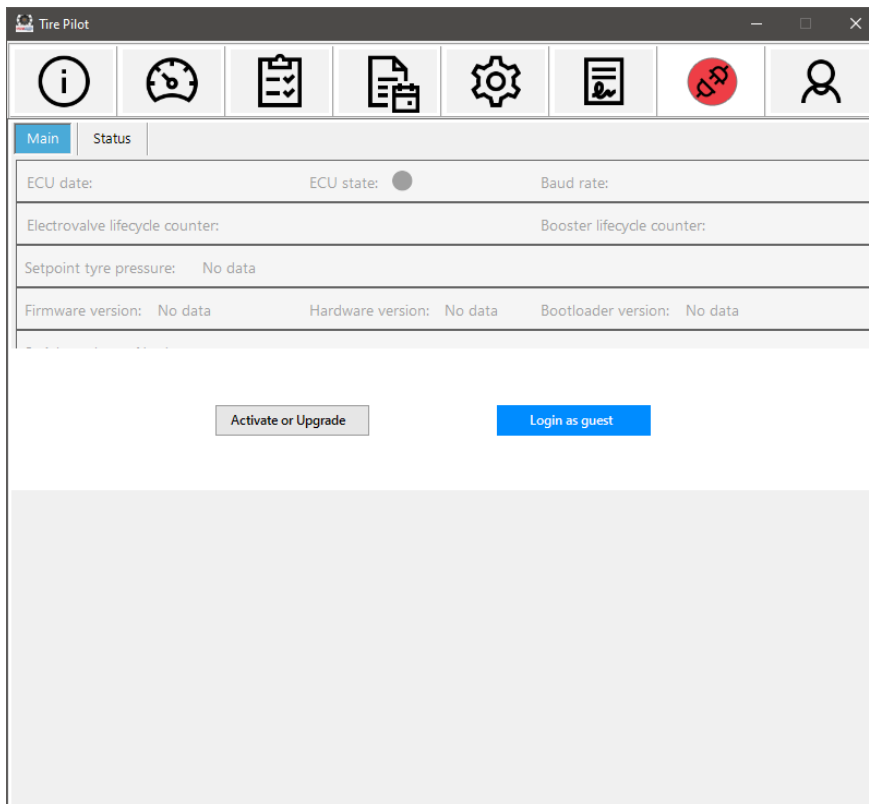 Tire Pilot
Main Status
ECU date: ECU state: Baud rate:
Electrovalve lifecycle counter: Booster lifecycle counter:
Setpoint tyre pressure: No data
Firmware version: No data Hardware version: No data Bootloader version: No data
Activate or Upgrade Login as guest